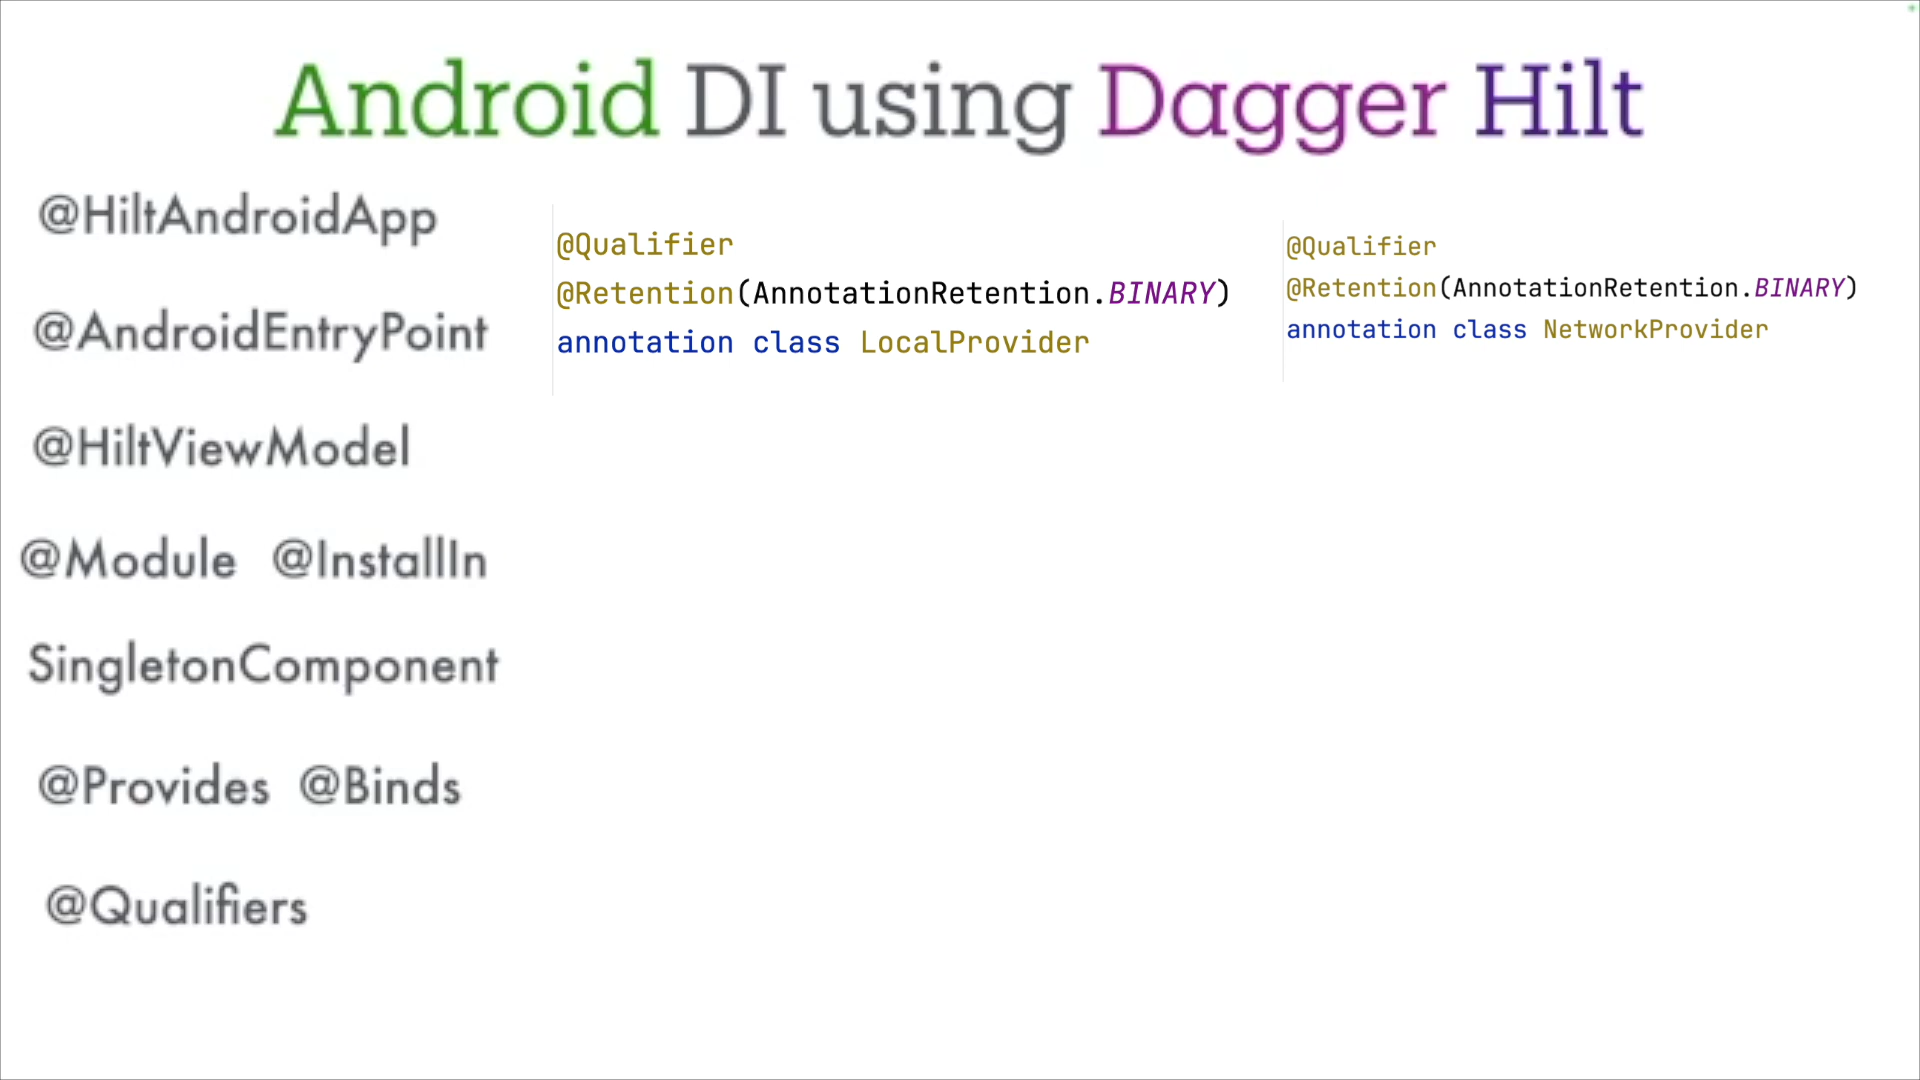 Android DI using Dagger Hilt
@HiltAndroidApp
@AndroidEntryPoint
@HiltViewModel
@Module @InstallIn
SingletonComponent
@Provides @Binds
@Qualifiers
@Qualifier
@Retention(AnnotationRetention.BINARY)
annotation class LocalProvider
@Qualifier
@Retention(AnnotationRetention.BINARY)
annotation class NetworkProvider